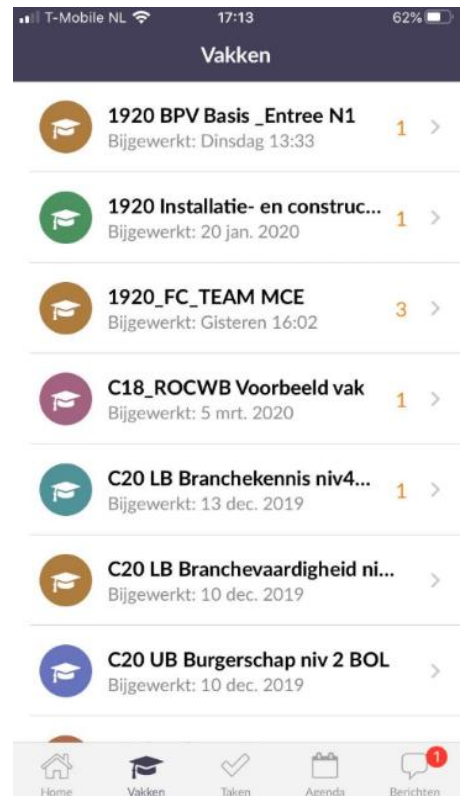 T-Mobile NL 17:13 62%
Vakken
1920 BPV Basis _Entree N1
Bijgewerkt: Dinsdag 13:33
1
1920 Installatie- en construc...
Bijgewerkt: 20 jan. 2020
1
1920_FC_TEAM MCE
Bijgewerkt: Gisteren 16:02
3
C18_ROCWB Voorbeeld vak
Bijgewerkt: 5 mrt. 2020
1
C20 LB Branchekennis niv4...
Bijgewerkt: 13 dec. 2019
1
C20 LB Branchevaardigheid ni...
Bijgewerkt: 10 dec. 2019
C20 UB Burgerschap niv 2 BOL
Bijgewerkt: 10 dec. 2019
1
Home Vakken Taken Agenda Berichten